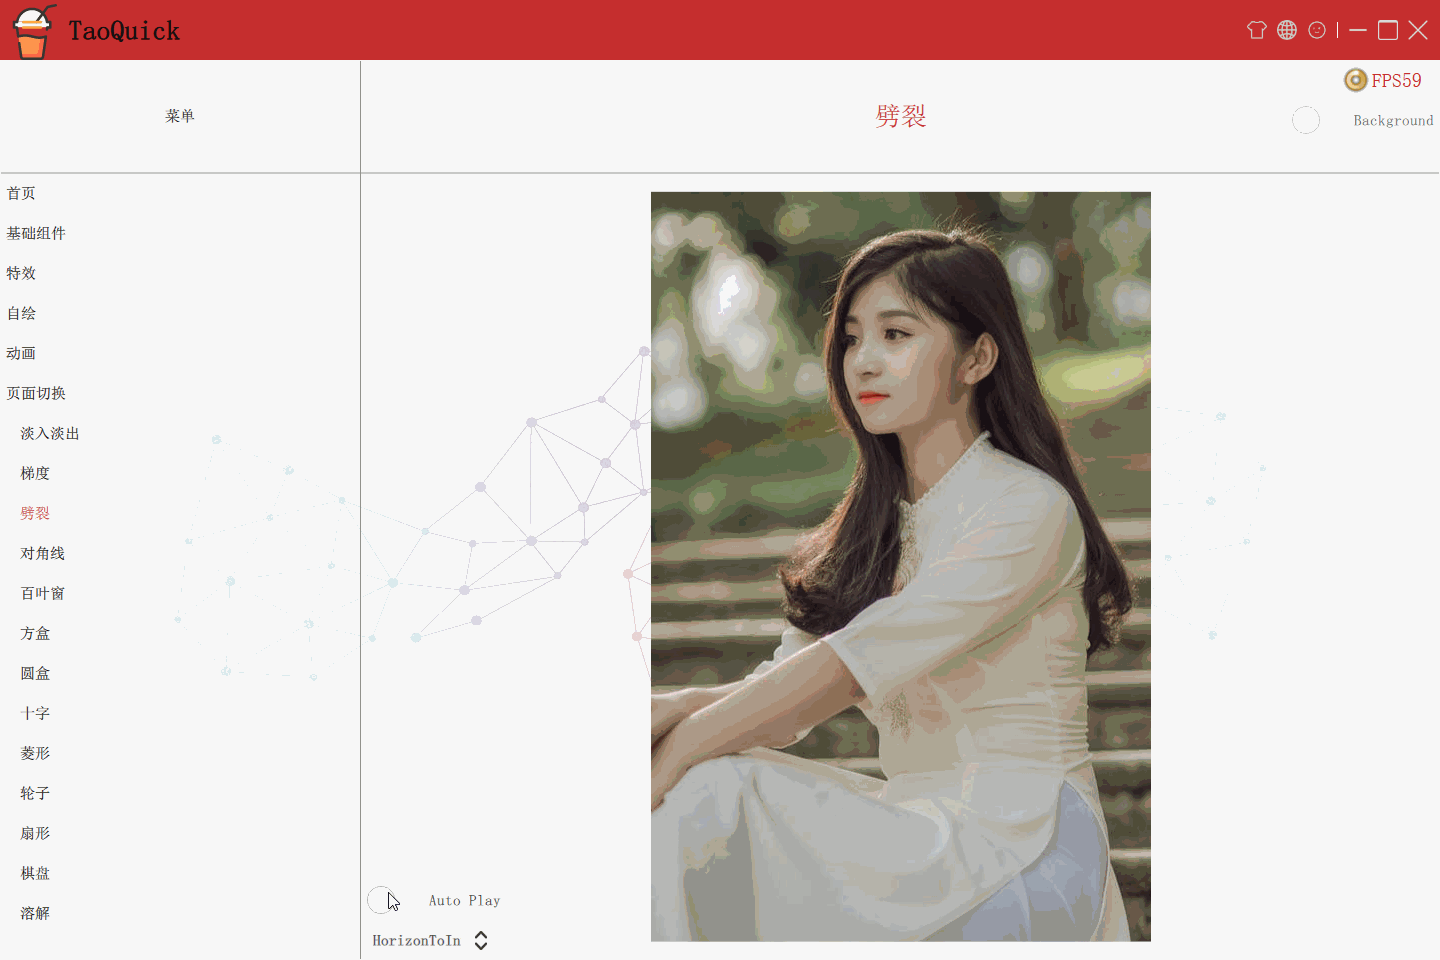 TaoQuick
FPS59
菜单
劈裂
Background
首页
基础组件
特效
自绘
动画
页面切换
淡入淡出
梯度
劈裂
对角线
百叶窗
方盒
圆盒
十字
菱形
轮子
扇形
棋盘
溶解
Auto Play
HorizonToIn